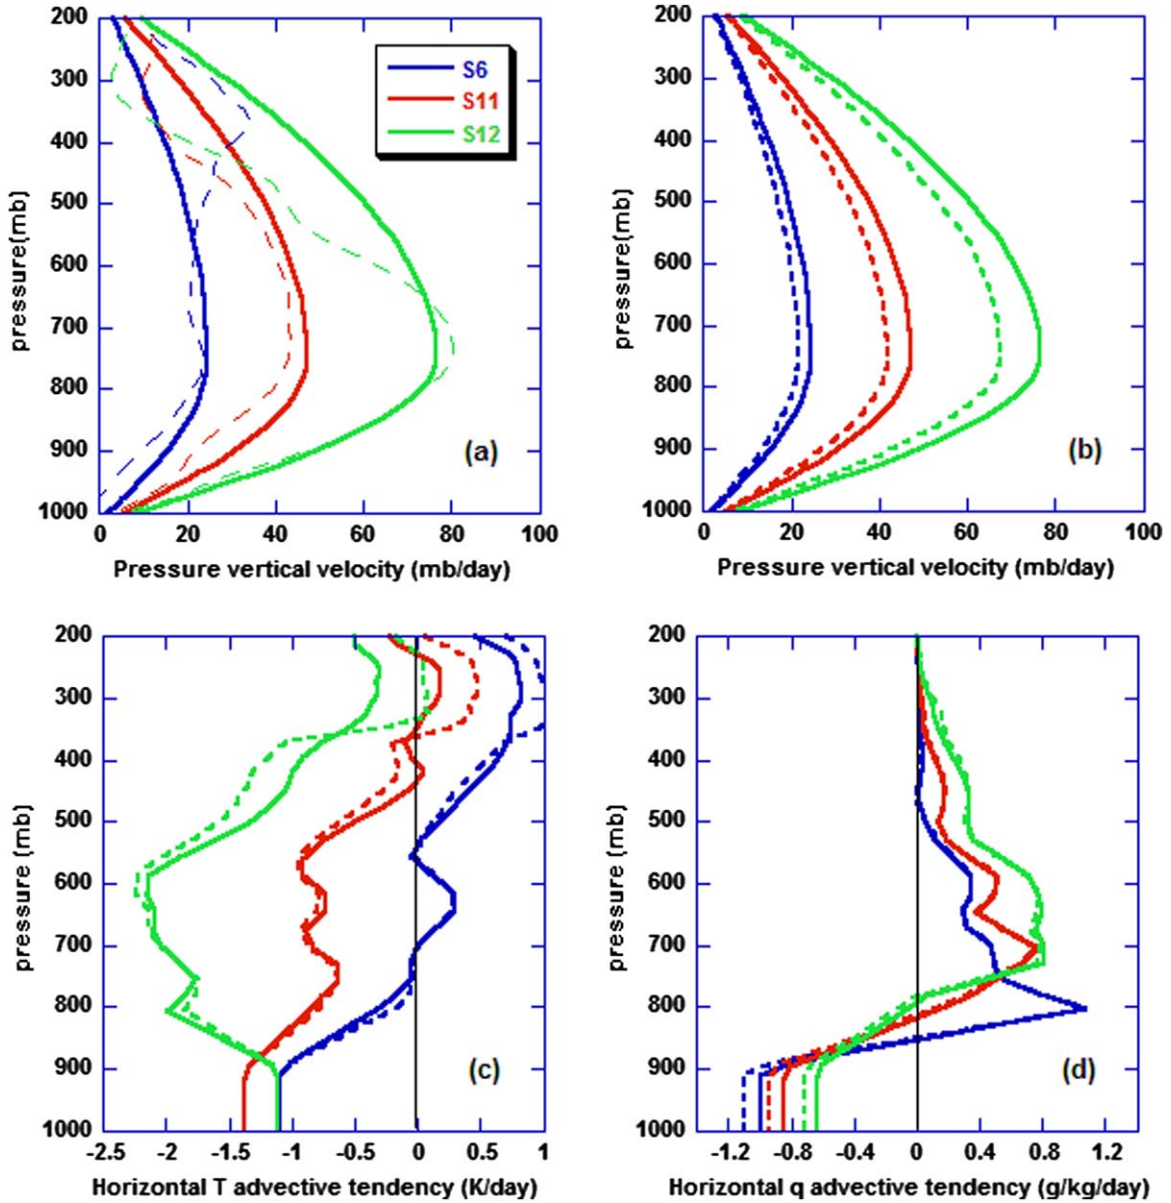 200
300
400
500
600
700
800
900
1000
pressure(mb)
S6
S11
S12
(a)
0 20 40 60 80 100
Pressure vertical velocity (mb/day)
200
300
400
500
600
700
800
900
1000
pressure(mb)
(b)
0 20 40 60 80 100
Pressure vertical velocity (mb/day)
200
300
400
500
600
700
800
900
1000
pressure (mb)
(c)
-2.5 -2 -1.5 -1 -0.5 0 0.5 1
Horizontal T advective tendency (K/day)
200
300
400
500
600
700
800
900
1000
pressure (mb)
(d)
-1.2 -0.8 -0.4 0 0.4 0.8 1.2
Horizontal q advective tendency (g/kg/day)